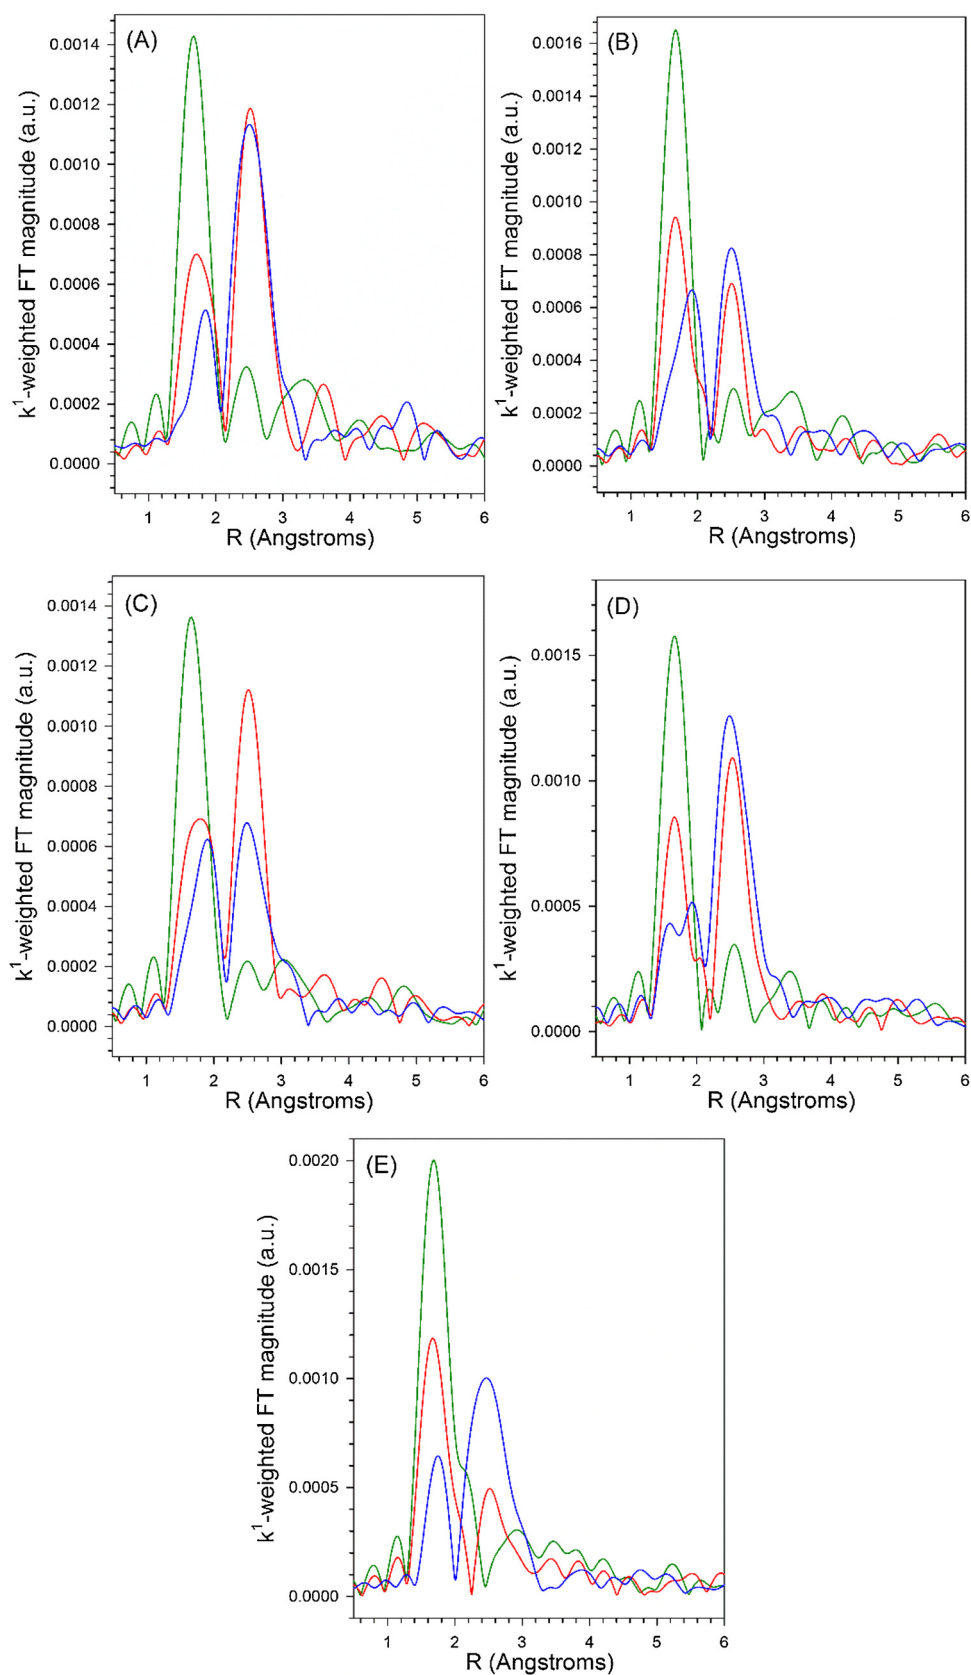 (A)
k¹-weighted FT magnitude (a.u.)
0.0014
0.0012
0.0010
0.0008
0.0006
0.0004
0.0002
0.0000
1 2 3 4 5 6
R (Angstroms)
(B)
k¹-weighted FT magnitude (a.u.)
0.0016
0.0014
0.0012
0.0010
0.0008
0.0006
0.0004
0.0002
0.0000
1 2 3 4 5 6
R (Angstroms)
(C)
k¹-weighted FT magnitude (a.u.)
0.0014
0.0012
0.0010
0.0008
0.0006
0.0004
0.0002
0.0000
1 2 3 4 5 6
R (Angstroms)
(D)
k¹-weighted FT magnitude (a.u.)
0.0015
0.0010
0.0005
0.0000
1 2 3 4 5 6
R (Angstroms)
(E)
k¹-weighted FT magnitude (a.u.)
0.0020
0.0015
0.0010
0.0005
0.0000
1 2 3 4 5 6
R (Angstroms)